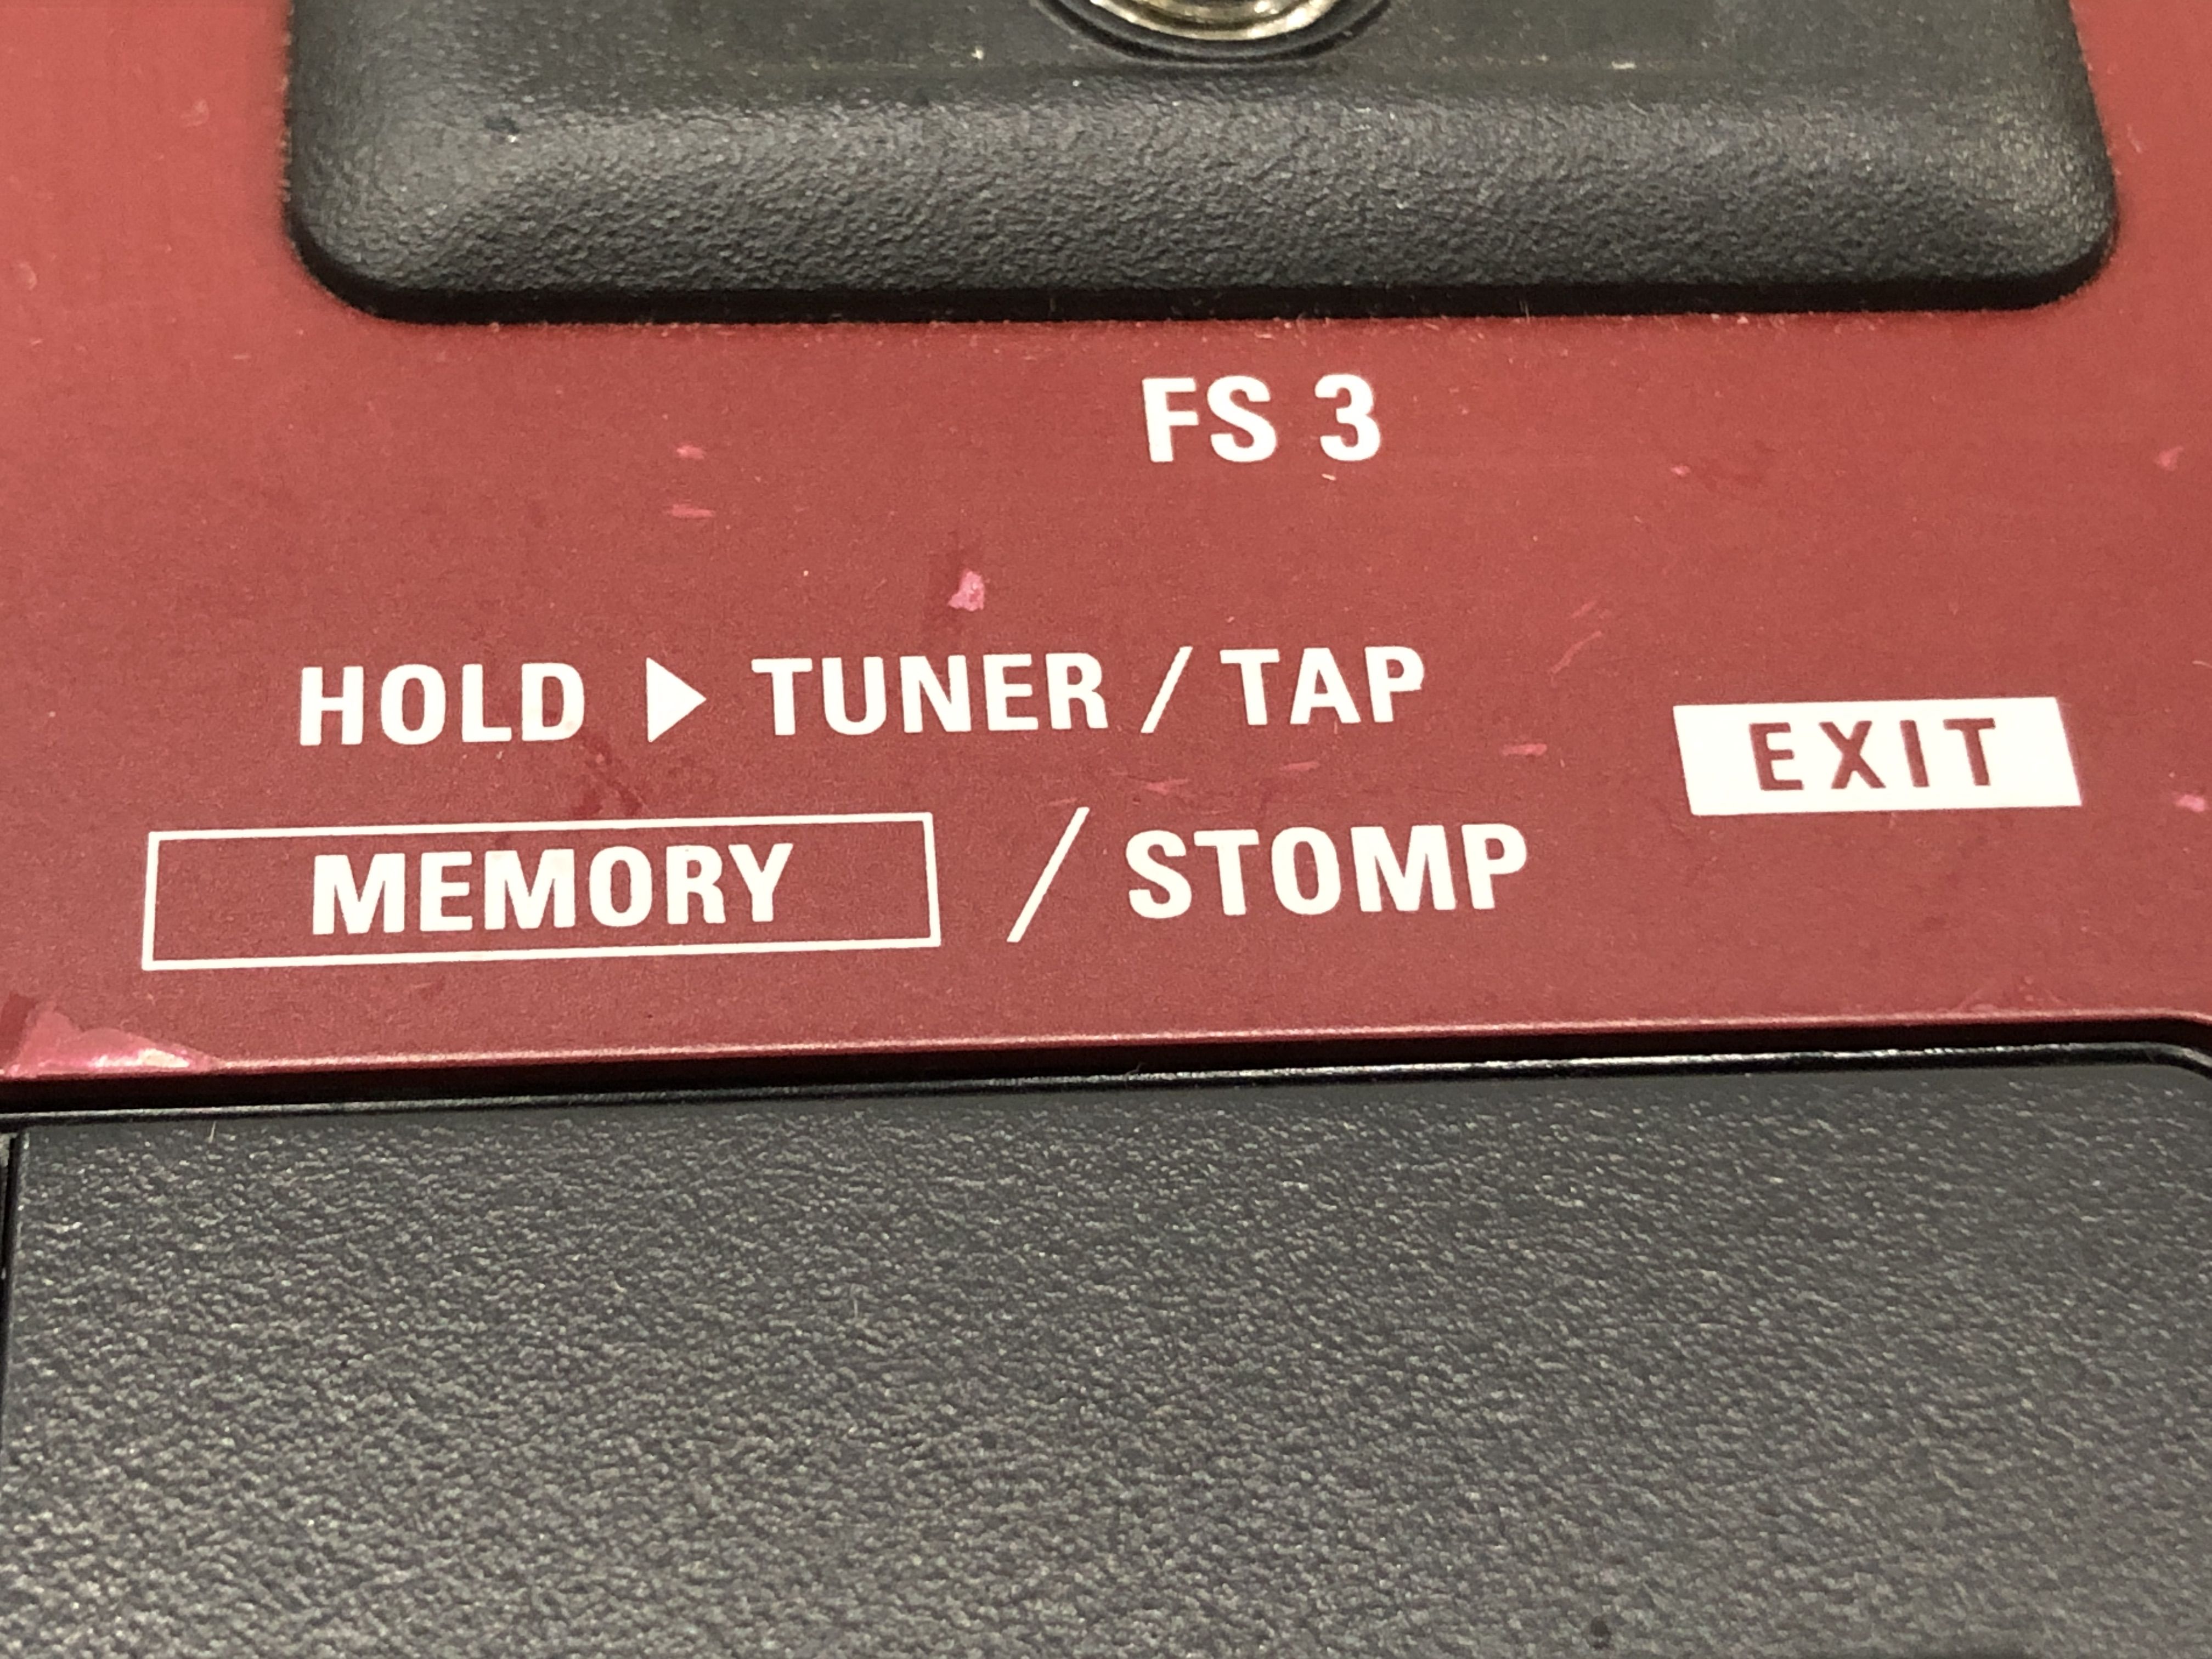 FS 3
HOLD ▶ TUNER / TAP
EXIT
MEMORY / STOMP